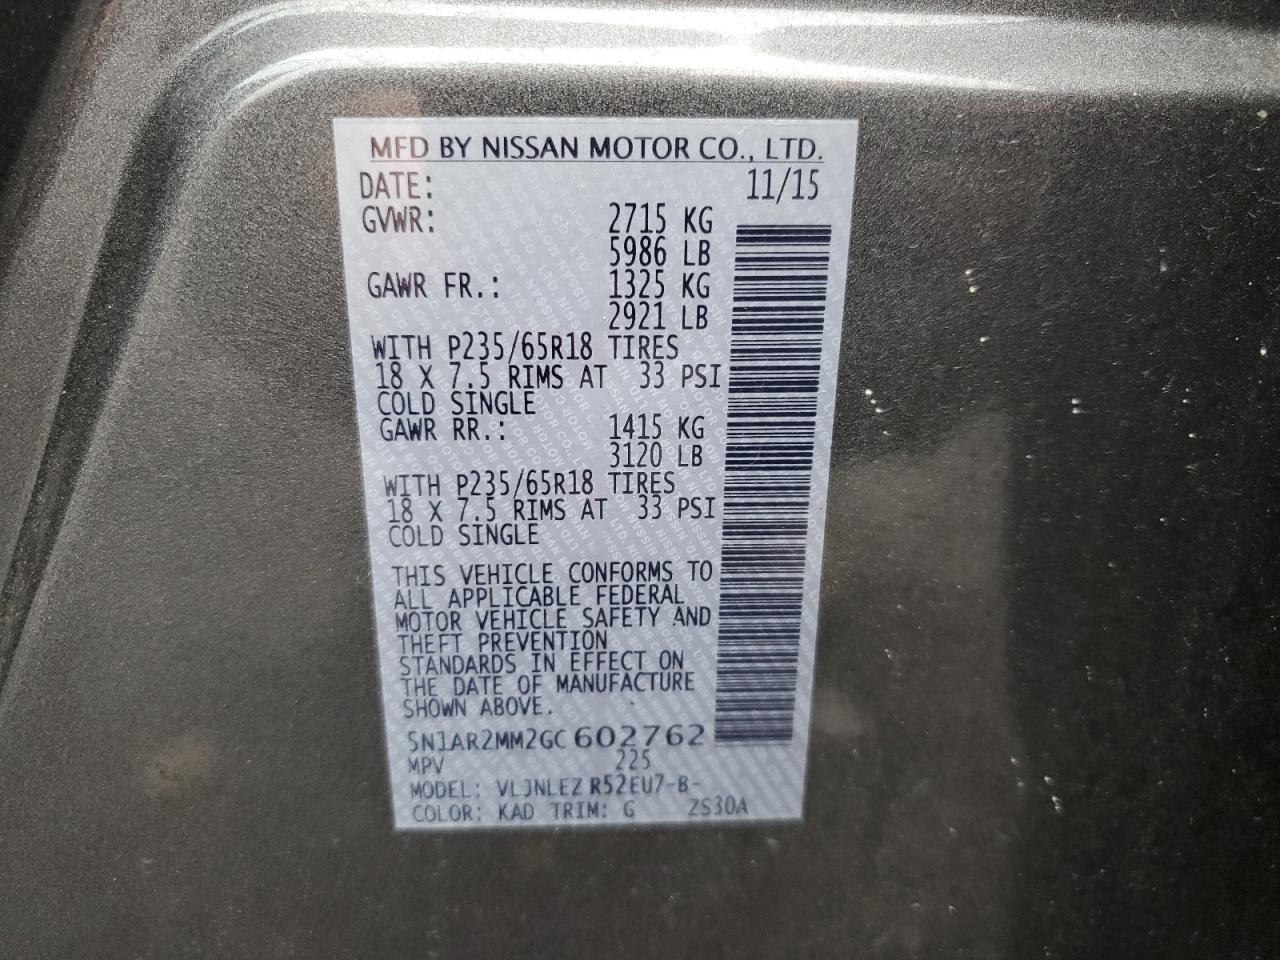 MFD BY NISSAN MOTOR CO., LTD.
DATE: 11/15
GVWR: 2715 KG
5986 LB
GAWR FR.: 1325 KG
2921 LB
WITH P235/65R18 TIRES
18 X 7.5 RIMS AT 33 PSI
COLD SINGLE
GAWR RR.: 1415 KG
3120 LB
WITH P235/65R18 TIRES
18 X 7.5 RIMS AT 33 PSI
COLD SINGLE
THIS VEHICLE CONFORMS TO
ALL APPLICABLE FEDERAL
MOTOR VEHICLE SAFETY AND
THEFT PREVENTION
STANDARDS IN EFFECT ON
THE DATE OF MANUFACTURE
SHOWN ABOVE.
5N1AR2MM2GC602762
MPV 225
MODEL: VLJNLEZ R52EU7-B-
COLOR: KAD TRIM: G ZS30A